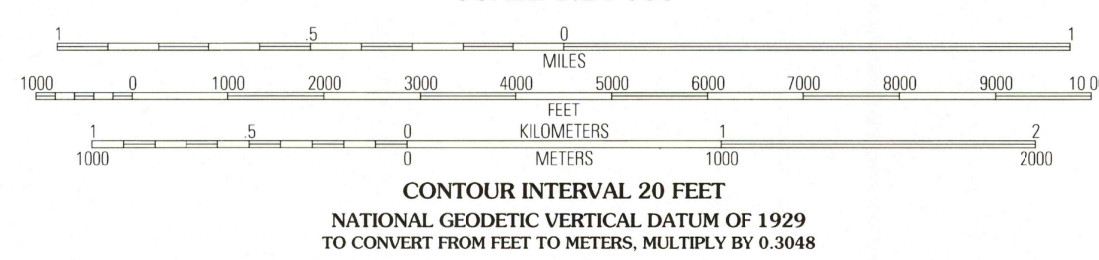 1 .5 0 1
MILES
1000 0 1000 2000 3000 4000 5000 6000 7000 8000 9000
FEET
1 .5 0 KILOMETERS 1 2
1000 0 METERS 1000 2000
CONTOUR INTERVAL 20 FEET
NATIONAL GEODETIC VERTICAL DATUM OF 1929
TO CONVERT FROM FEET TO METERS, MULTIPLY BY 0.3048